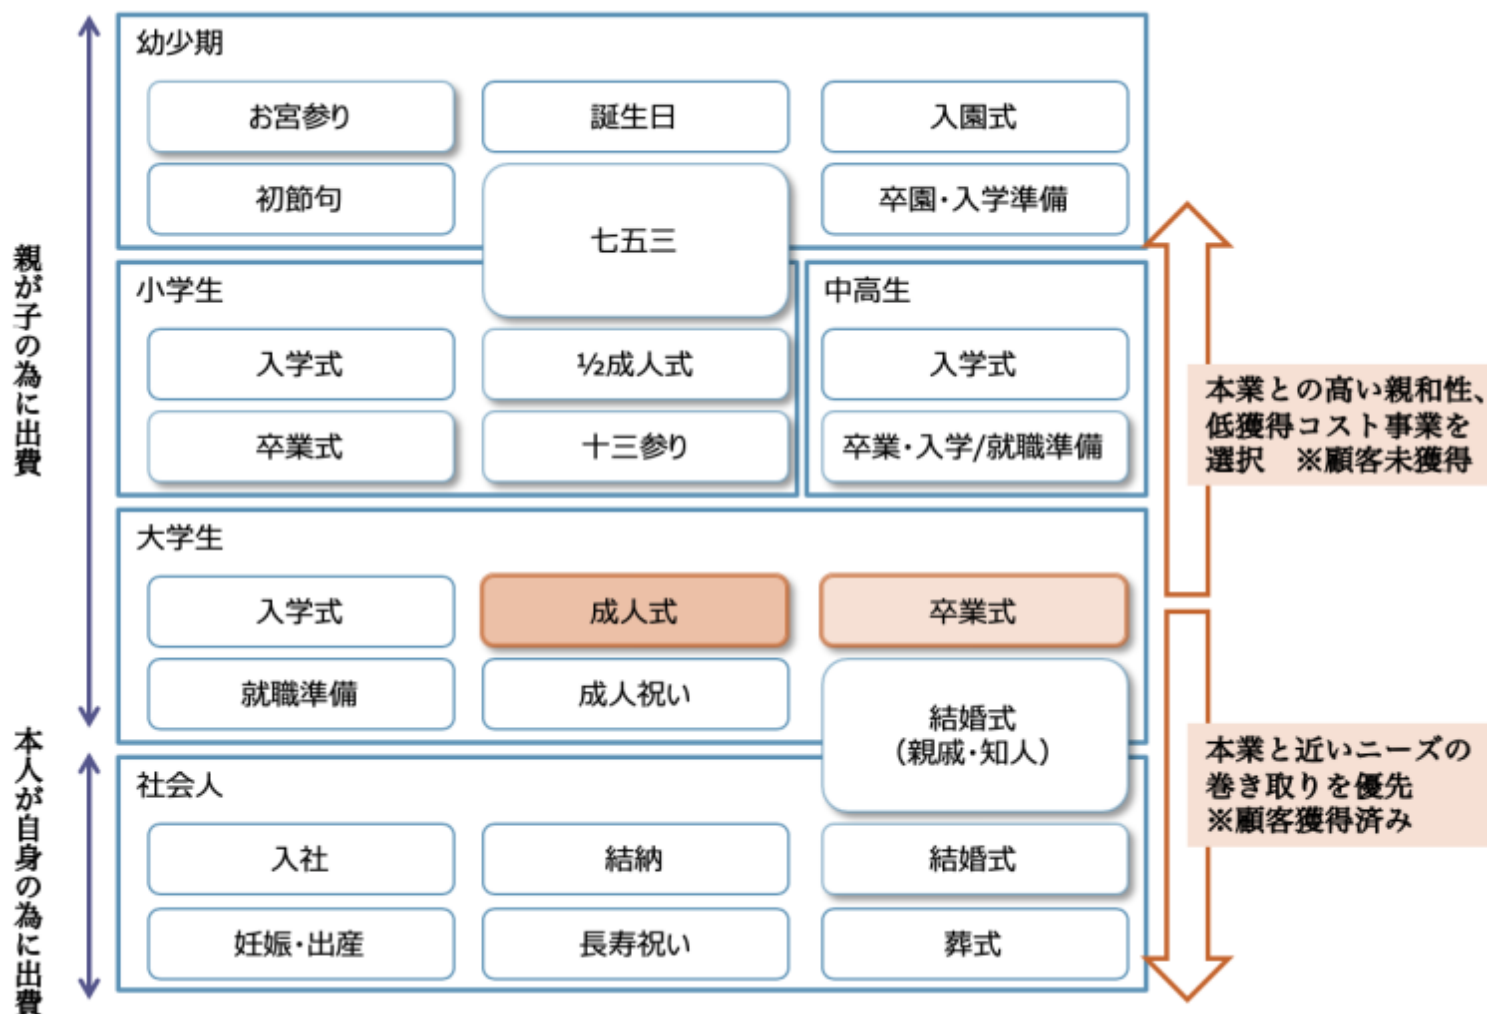 幼少期
お宮参り
誕生日
入園式
初節句
七五三
卒園・入学準備
小学生
入学式
½成人式
卒業式
十三参り
中高生
入学式
卒業・入学/就職準備
大学生
入学式
成人式
卒業式
就職準備
成人祝い
結婚式
（親戚・知人）
社会人
入社
結納
結婚式
妊娠・出産
長寿祝い
葬式
親が子の為に出費
本人が自身の為に出費
本業との高い親和性、
低獲得コスト事業を
選択　※顧客未獲得
本業と近いニーズの
巻き取りを優先
※顧客獲得済み